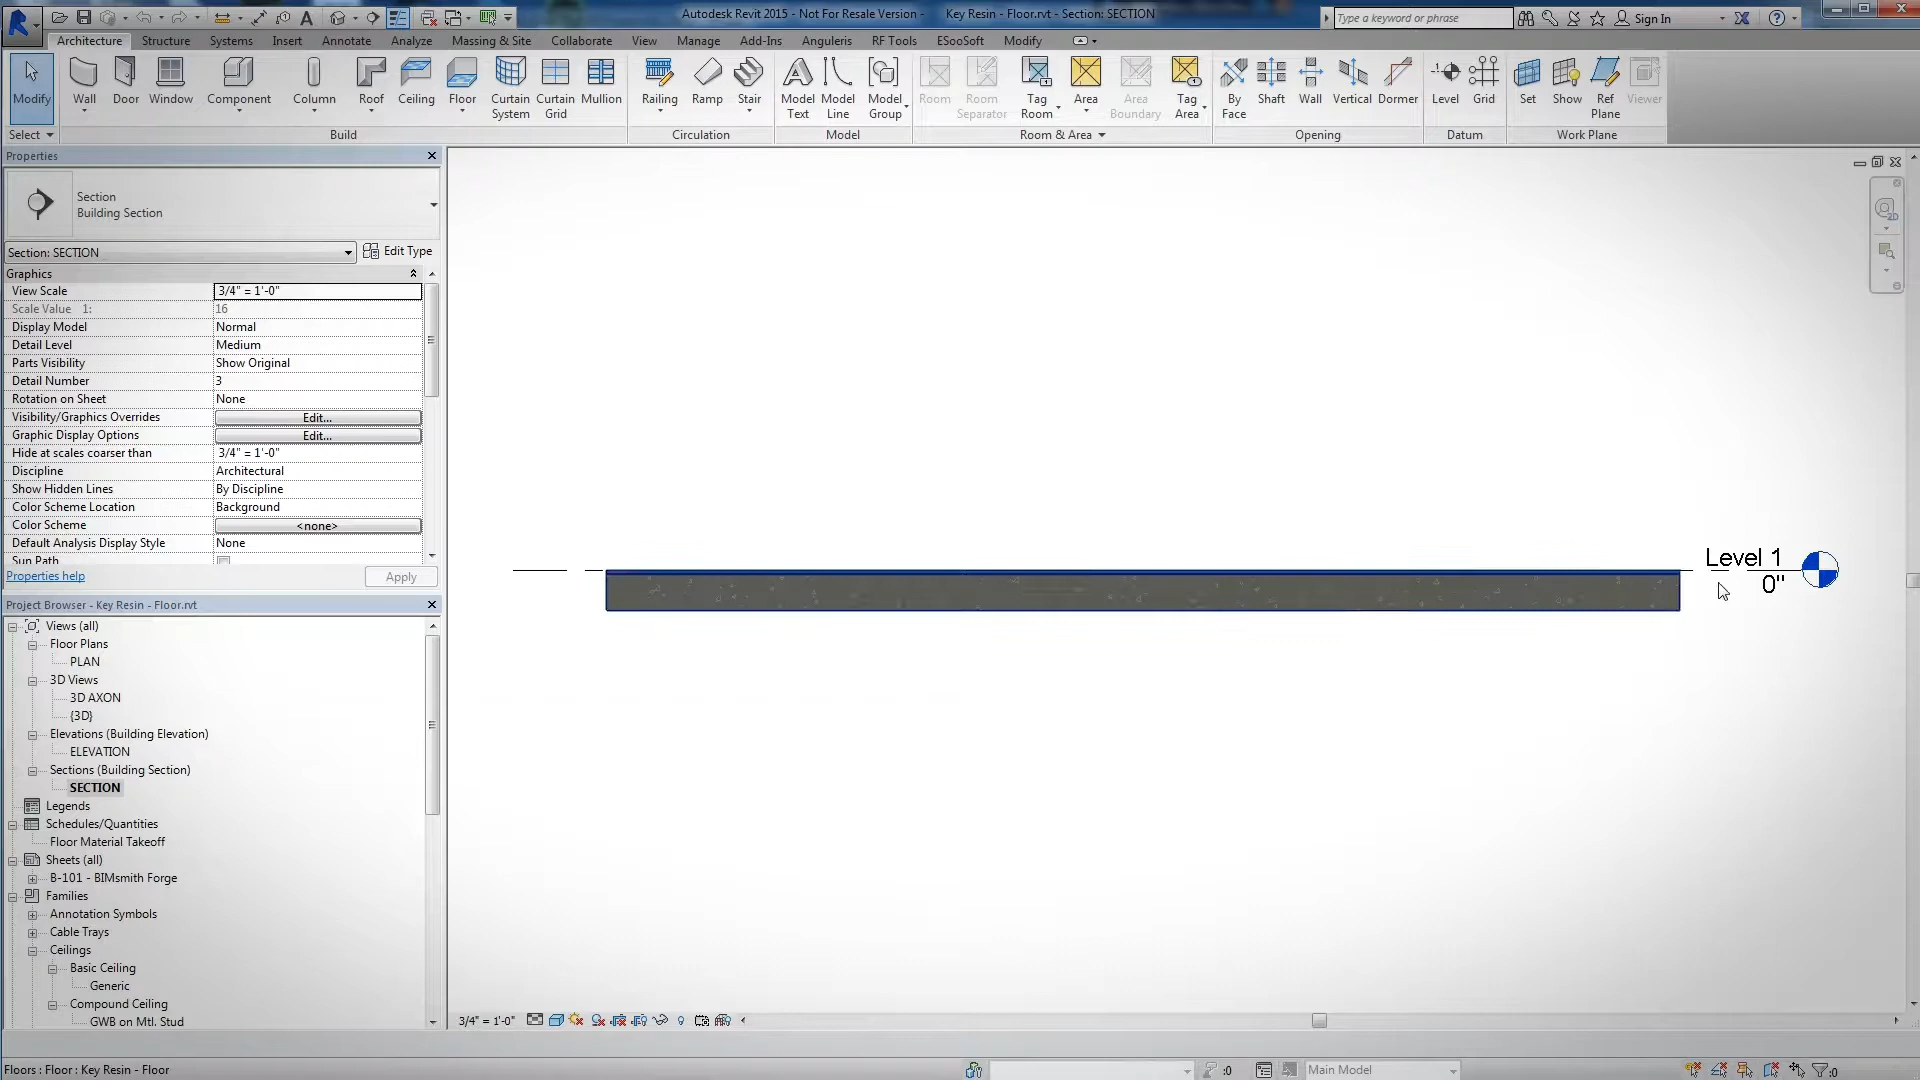 Autodesk Revit 2015 - Not For Resale Version - Key Resin - Floor.rvt - Section: SECTION
Type a keyword or phrase
Sign In
Architecture Structure Systems Insert Annotate Analyze Massing & Site Collaborate View Manage Add-Ins Anguleris RF Tools ESooSoft Modify
Modify Wall Door Window Component Column Roof Ceiling Floor Curtain System Curtain Grid Mullion Railing Ramp Stair Model Text Model Line Model Group Room Room Separator Tag Room Area Area Boundary Tag Area By Face Shaft Wall Vertical Dormer Level Grid Set Show Ref Plane Viewer
Select Build Circulation Model Room & Area Opening Datum Work Plane
Properties
Section
Building Section
Section: SECTION Edit Type
Graphics
View Scale 3/4" = 1'-0"
Scale Value 1: 16
Display Model Normal
Detail Level Medium
Parts Visibility Show Original
Detail Number 3
Rotation on Sheet None
Visibility/Graphics Overrides Edit...
Graphic Display Options Edit...
Hide at scales coarser than 3/4" = 1'-0"
Discipline Architectural
Show Hidden Lines By Discipline
Color Scheme Location Background
Color Scheme <none>
Default Analysis Display Style None
Sun Path
Properties help Apply
Level 1
0"
Project Browser - Key Resin - Floor.rvt
Views (all)
Floor Plans
PLAN
3D Views
3D AXON
{3D}
Elevations (Building Elevation)
ELEVATION
Sections (Building Section)
SECTION
Legends
Schedules/Quantities
Floor Material Takeoff
Sheets (all)
B-101 - BIMsmith Forge
Families
Annotation Symbols
Cable Trays
Ceilings
Basic Ceiling
Generic
Compound Ceiling
GWB on Mtl. Stud
3/4" = 1'-0"
Floors : Floor : Key Resin - Floor
:0
Main Model
:0